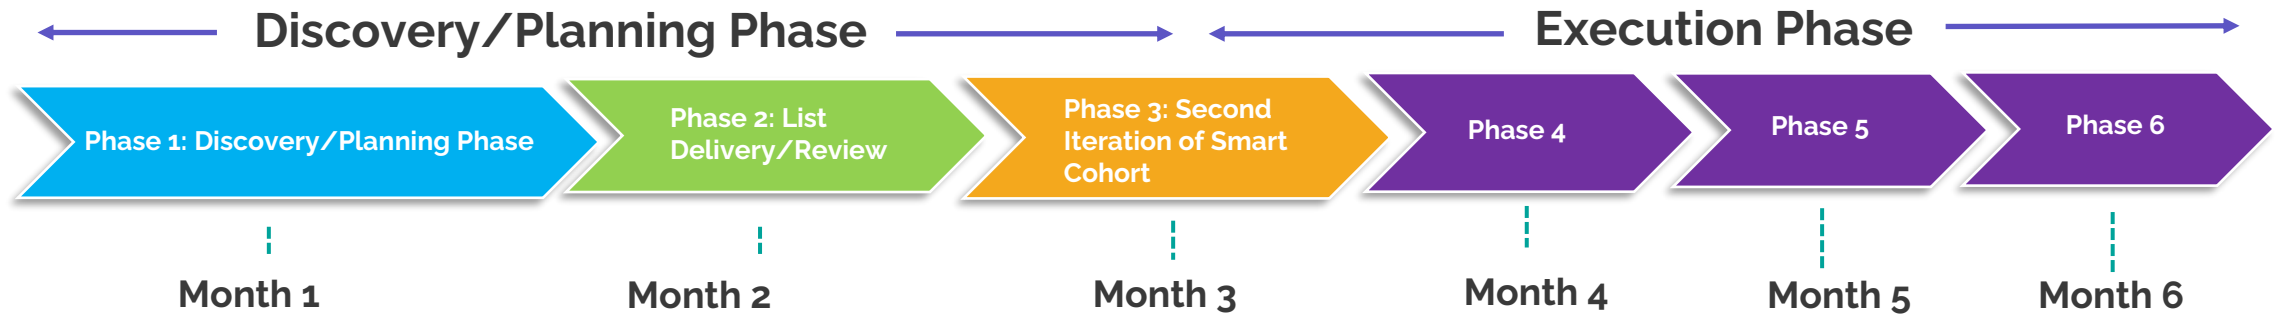 Discovery/Planning Phase
Execution Phase
Phase 1: Discovery/Planning Phase
Phase 2: List
Delivery/Review
Phase 3: Second
Iteration of Smart
Cohort
Phase 4
Phase 5
Phase 6
Month 1
Month 2
Month 3
Month 4
Month 5
Month 6